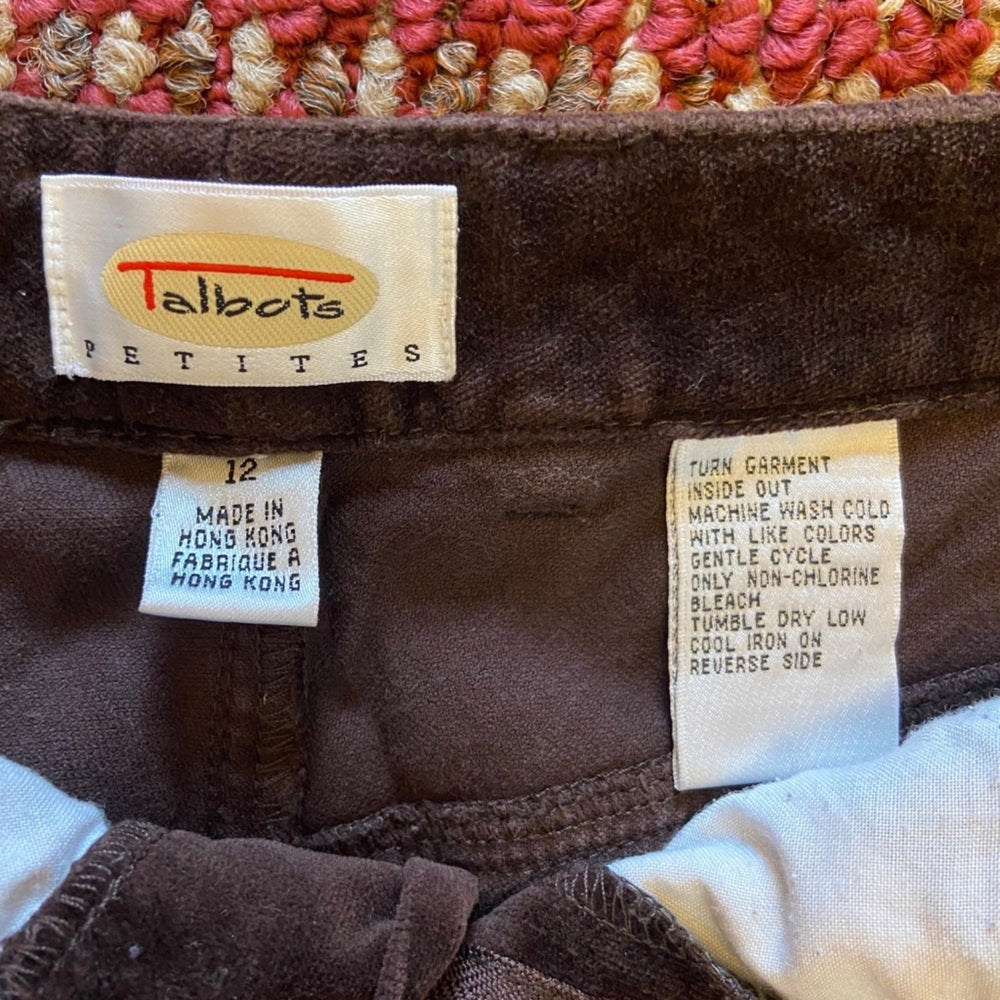 Talbots
PETITES
12
MADE IN
HONG KONG
FABRIQUE A
HONG KONG
TURN GARMENT
INSIDE OUT
MACHINE WASH COLD
WITH LIKE COLORS
GENTLE CYCLE
ONLY NON-CHLORINE
BLEACH
TUMBLE DRY LOW
COOL IRON ON
REVERSE SIDE